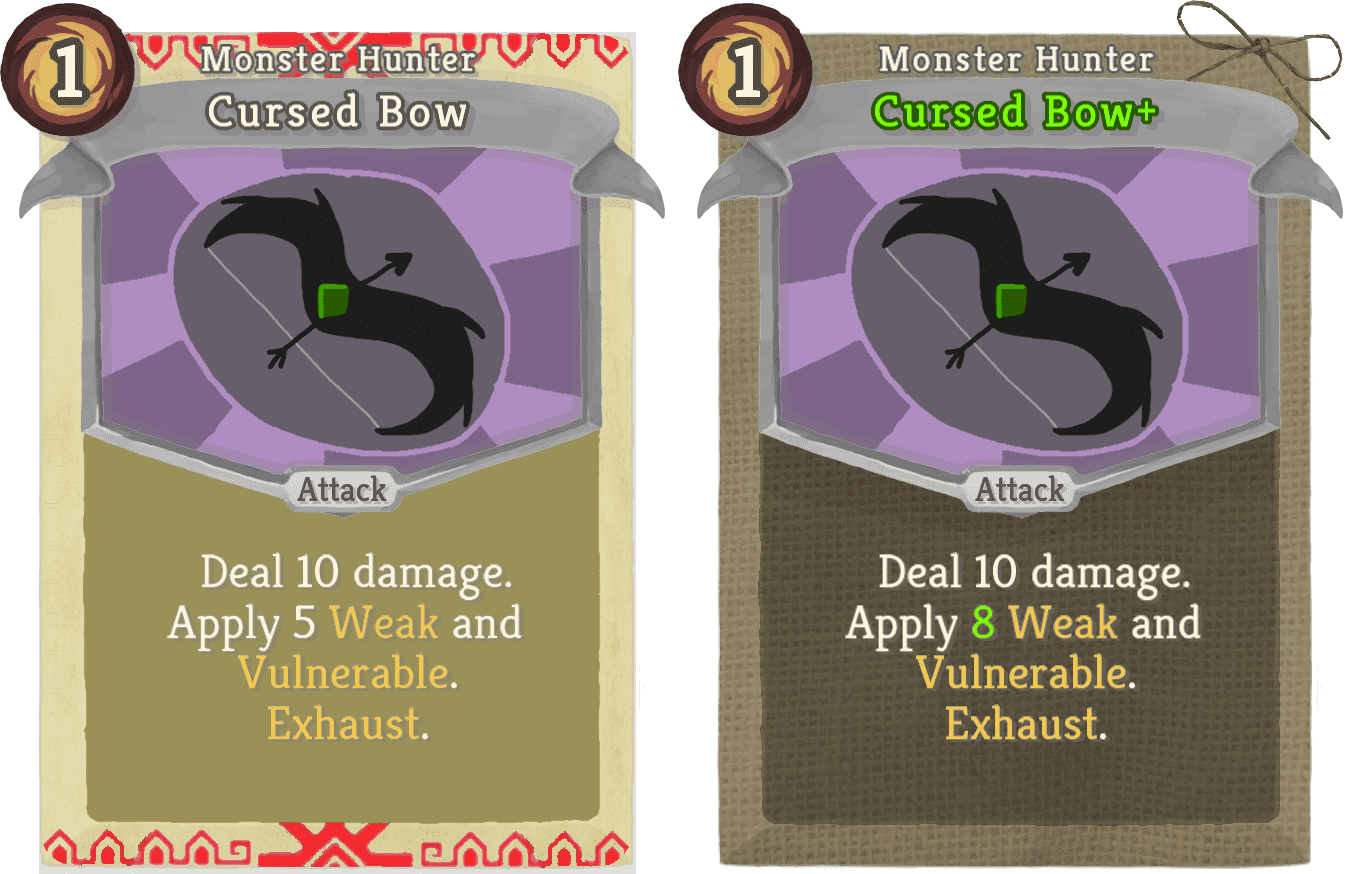 1
Monster Hunter
Cursed Bow
Attack
Deal 10 damage.
Apply 5 Weak and
Vulnerable.
Exhaust.
1
Monster Hunter
Cursed Bow+
Attack
Deal 10 damage.
Apply 8 Weak and
Vulnerable.
Exhaust.